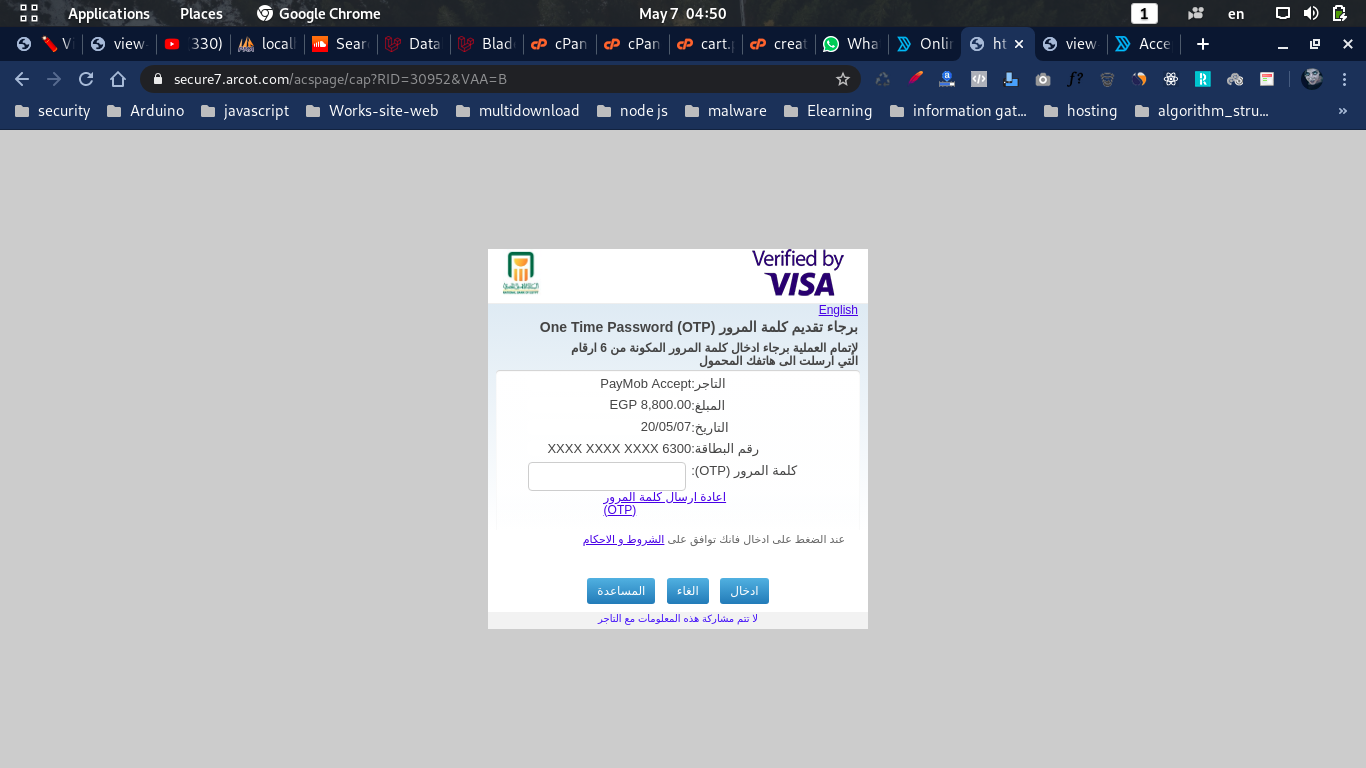 Applications Places Google Chrome May 7 04:50 1 en
view- 330) locall Sear Data Blade cPan cPan cart.p creat Wha Onlin ht view- Acce
secure7.arcot.com/acspage/cap?RID=30952&VAA=B
security Arduino javascript Works-site-web multidownload node js malware Elearning information gat... hosting algorithm_stru... »
Verified by
VISA
English
برجاء تقديم كلمة المرور One Time Password (OTP)
لإتمام العملية برجاء ادخال كلمة المرور المكونة من 6 ارقام
التي ارسلت الى هاتفك المحمول
التاجر:PayMob Accept
المبلغ:EGP 8,800.00
التاريخ:20/05/07
رقم البطاقة:XXXX XXXX XXXX 6300
كلمة المرور (OTP):
اعادة ارسال كلمة المرور
(OTP)
عند الضغط على ادخال فانك توافق على الشروط و الاحكام
ادخال الغاء المساعدة
لا تتم مشاركة هذه المعلومات مع التاجر